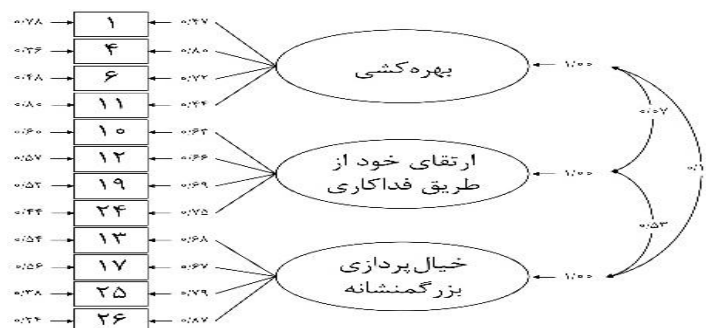 ۰/۷۸ ۱ ۰/۴۷
۰/۳۶ ۴ ۰/۸۰
۰/۴۸ ۶ ۰/۷۲
۰/۸۰ ۱۱ ۰/۴۴
۰/۶۰ ۱۰ ۰/۶۳
۰/۵۷ ۱۲ ۰/۶۶
۰/۵۲ ۱۹ ۰/۶۹
۰/۴۴ ۲۴ ۰/۷۵
۰/۵۴ ۱۳ ۰/۶۸
۰/۵۶ ۱۷ ۰/۶۷
۰/۳۸ ۲۵ ۰/۷۹
۰/۲۴ ۲۶ ۰/۸۷
بهره‌کشی
ارتقای خود از
طریق فداکاری
خیال‌پردازی
بزرگمنشانه
۱/۰۰
۱/۰۰
۱/۰۰
۰/۰۷
۰/۵۳